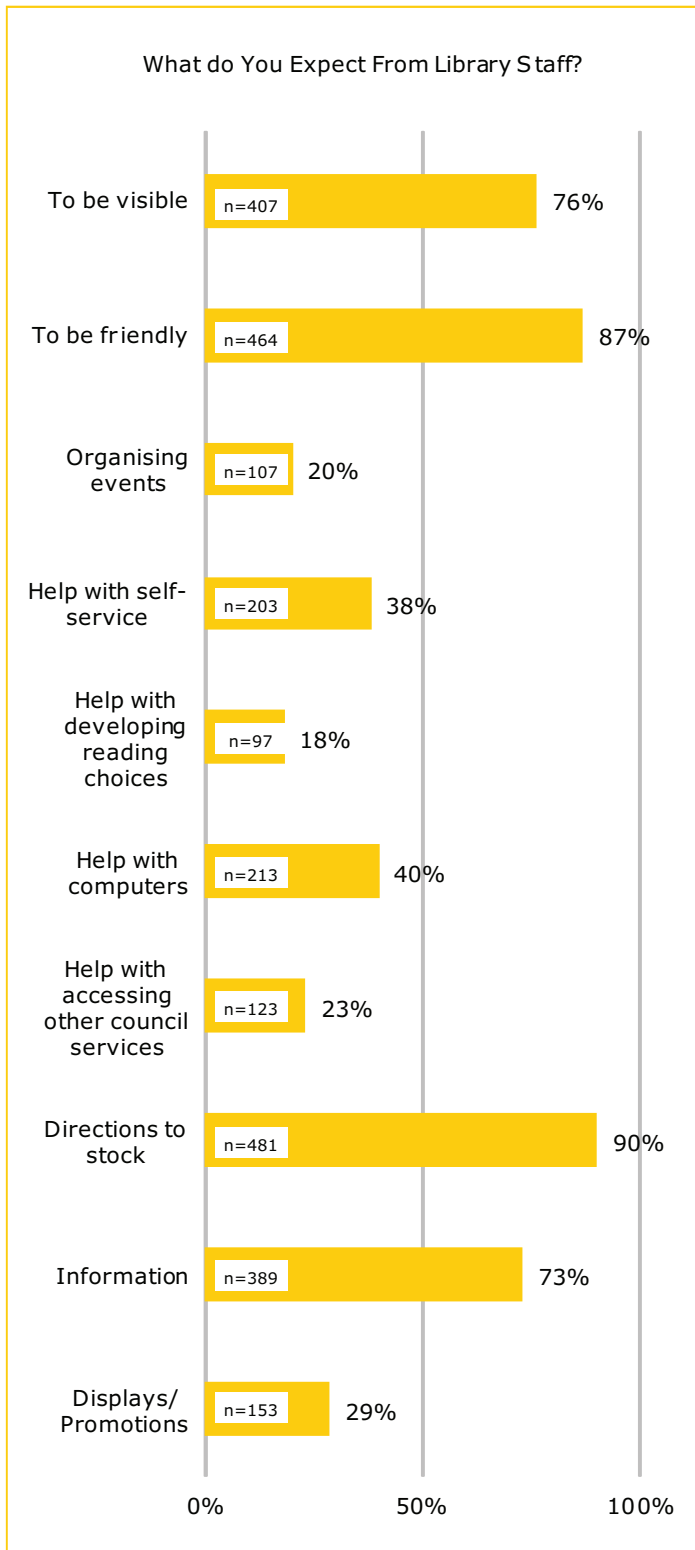 What do You Expect From Library Staff?
To be visible
n=407
76%
To be friendly
n=464
87%
Organising
events
n=107
20%
Help with self-
service
n=203
38%
Help with
developing
reading
choices
n=97
18%
Help with
computers
n=213
40%
Help with
accessing
other council
services
n=123
23%
Directions to
stock
n=481
90%
Information
n=389
73%
Displays/
Promotions
n=153
29%
0%
50%
100%